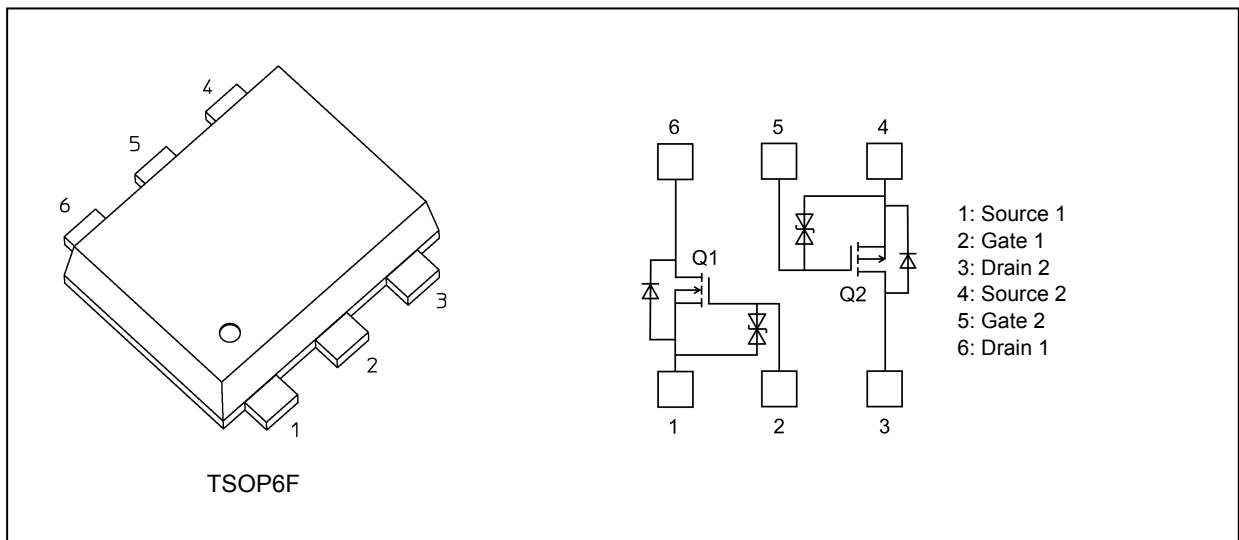 4
5
6
3
2
1
TSOP6F
6 5 4
Q1
Q2
1 2 3
1: Source 1
2: Gate 1
3: Drain 2
4: Source 2
5: Gate 2
6: Drain 1